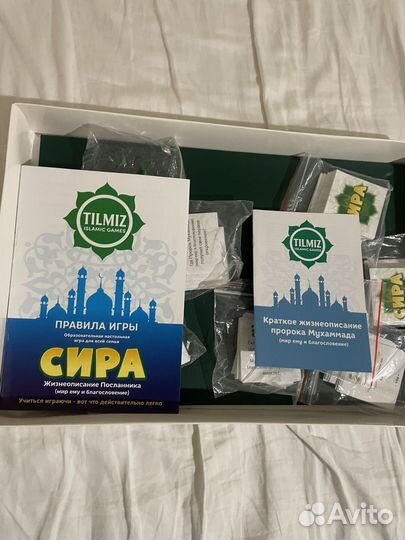 TILMIZ
ISLAMIC GAMES
ПРАВИЛА ИГРЫ
Образовательная настольная
игра для всей семьи
СИРА
Жизнеописание Посланника
(мир ему и благословение)
Учиться играючи - вот что действительно легко
TILMIZ
ISLAMIC GAMES
Краткое жизнеописание
пророка Мухаммада
(мир ему и благословение)
СИРА
Avito